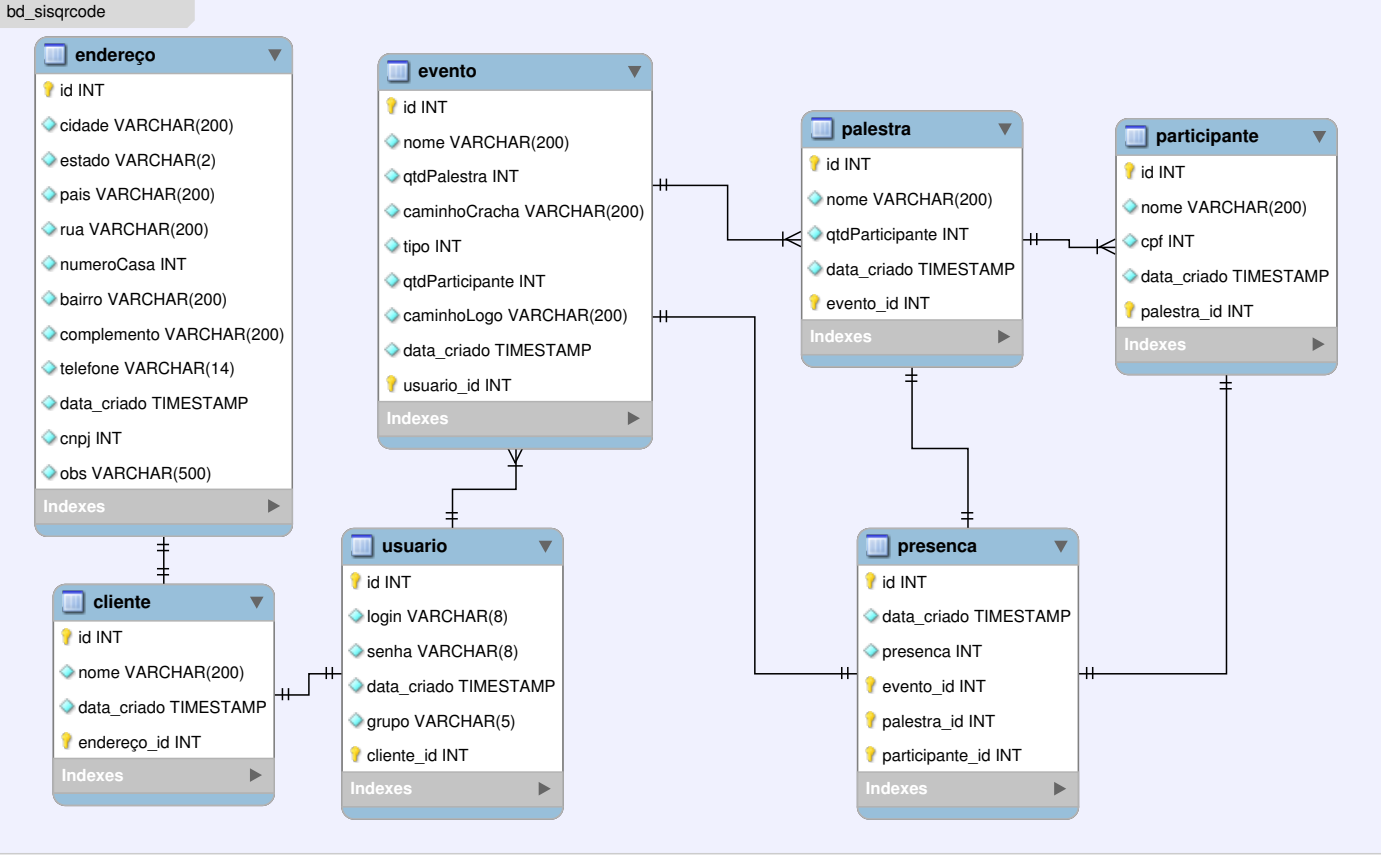 bd_sisqrcode
endereço
id INT
cidade VARCHAR(200)
estado VARCHAR(2)
pais VARCHAR(200)
rua VARCHAR(200)
numeroCasa INT
bairro VARCHAR(200)
complemento VARCHAR(200)
telefone VARCHAR(14)
data_criado TIMESTAMP
cnpj INT
obs VARCHAR(500)
Indexes
cliente
id INT
nome VARCHAR(200)
data_criado TIMESTAMP
endereço_id INT
Indexes
evento
id INT
nome VARCHAR(200)
qtdPalestra INT
caminhoCracha VARCHAR(200)
tipo INT
qtdParticipante INT
caminhoLogo VARCHAR(200)
data_criado TIMESTAMP
usuario_id INT
Indexes
usuario
id INT
login VARCHAR(8)
senha VARCHAR(8)
data_criado TIMESTAMP
grupo VARCHAR(5)
cliente_id INT
Indexes
palestra
id INT
nome VARCHAR(200)
qtdParticipante INT
data_criado TIMESTAMP
evento_id INT
Indexes
participante
id INT
nome VARCHAR(200)
cpf INT
data_criado TIMESTAMP
palestra_id INT
Indexes
presenca
id INT
data_criado TIMESTAMP
presenca INT
evento_id INT
palestra_id INT
participante_id INT
Indexes